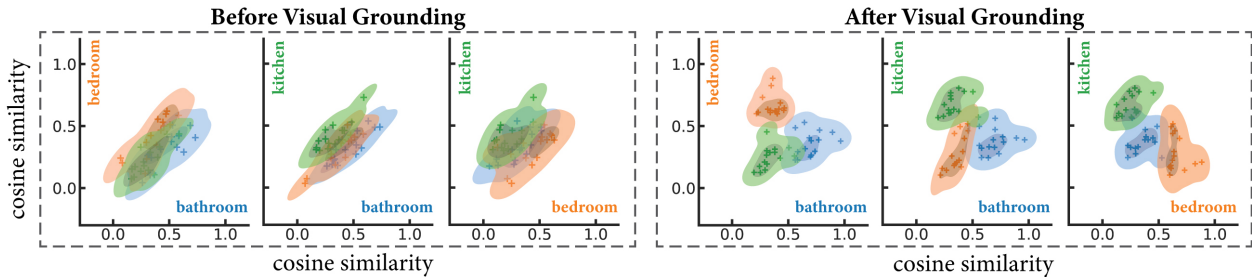 Before Visual Grounding
After Visual Grounding
cosine similarity
1.0
0.5
0.0
bedroom
bathroom
0.0 0.5 1.0
kitchen
bathroom
0.0 0.5 1.0
kitchen
bedroom
0.0 0.5 1.0
cosine similarity
1.0
0.5
0.0
bedroom
bathroom
0.0 0.5 1.0
kitchen
bathroom
0.0 0.5 1.0
kitchen
bedroom
0.0 0.5 1.0
cosine similarity